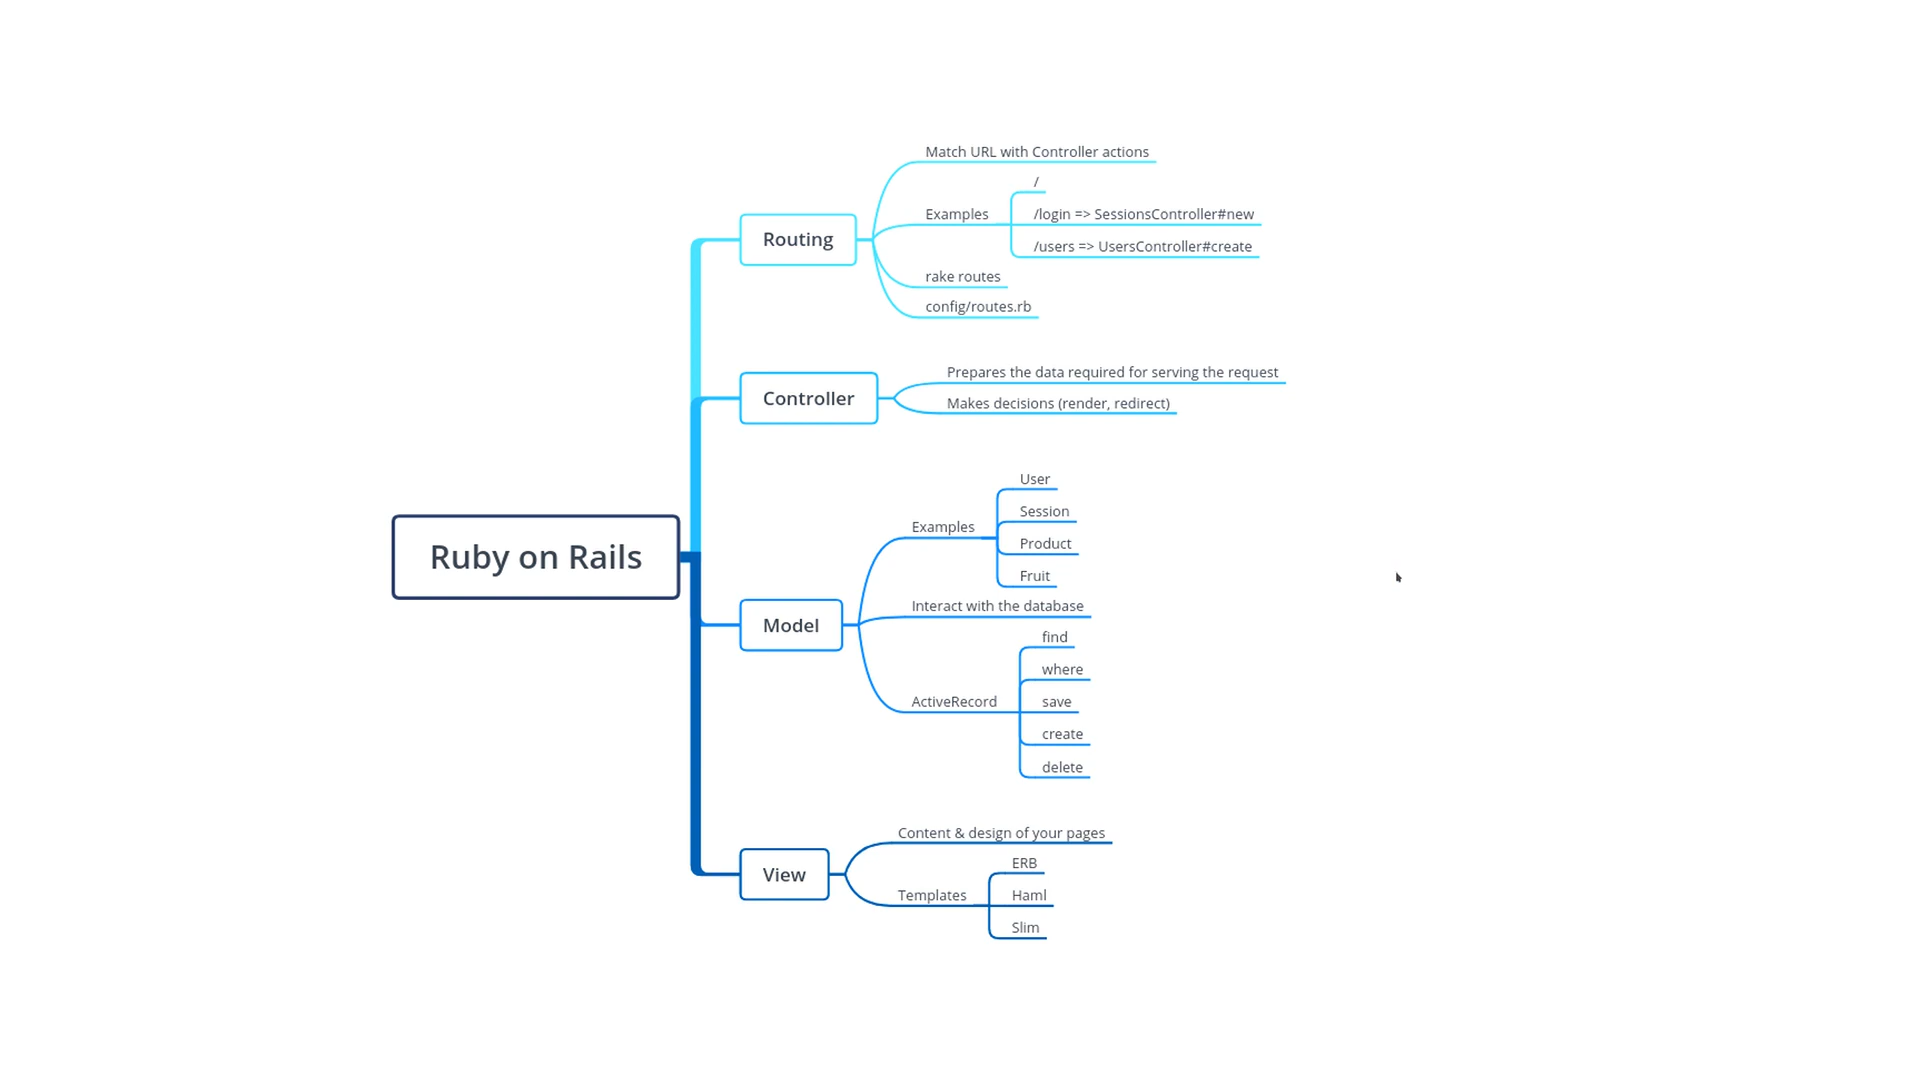 Ruby on Rails
Routing
Match URL with Controller actions
Examples
/
/login => SessionsController#new
/users => UsersController#create
rake routes
config/routes.rb
Controller
Prepares the data required for serving the request
Makes decisions (render, redirect)
Model
Examples
User
Session
Product
Fruit
Interact with the database
ActiveRecord
find
where
save
create
delete
View
Content & design of your pages
Templates
ERB
Haml
Slim